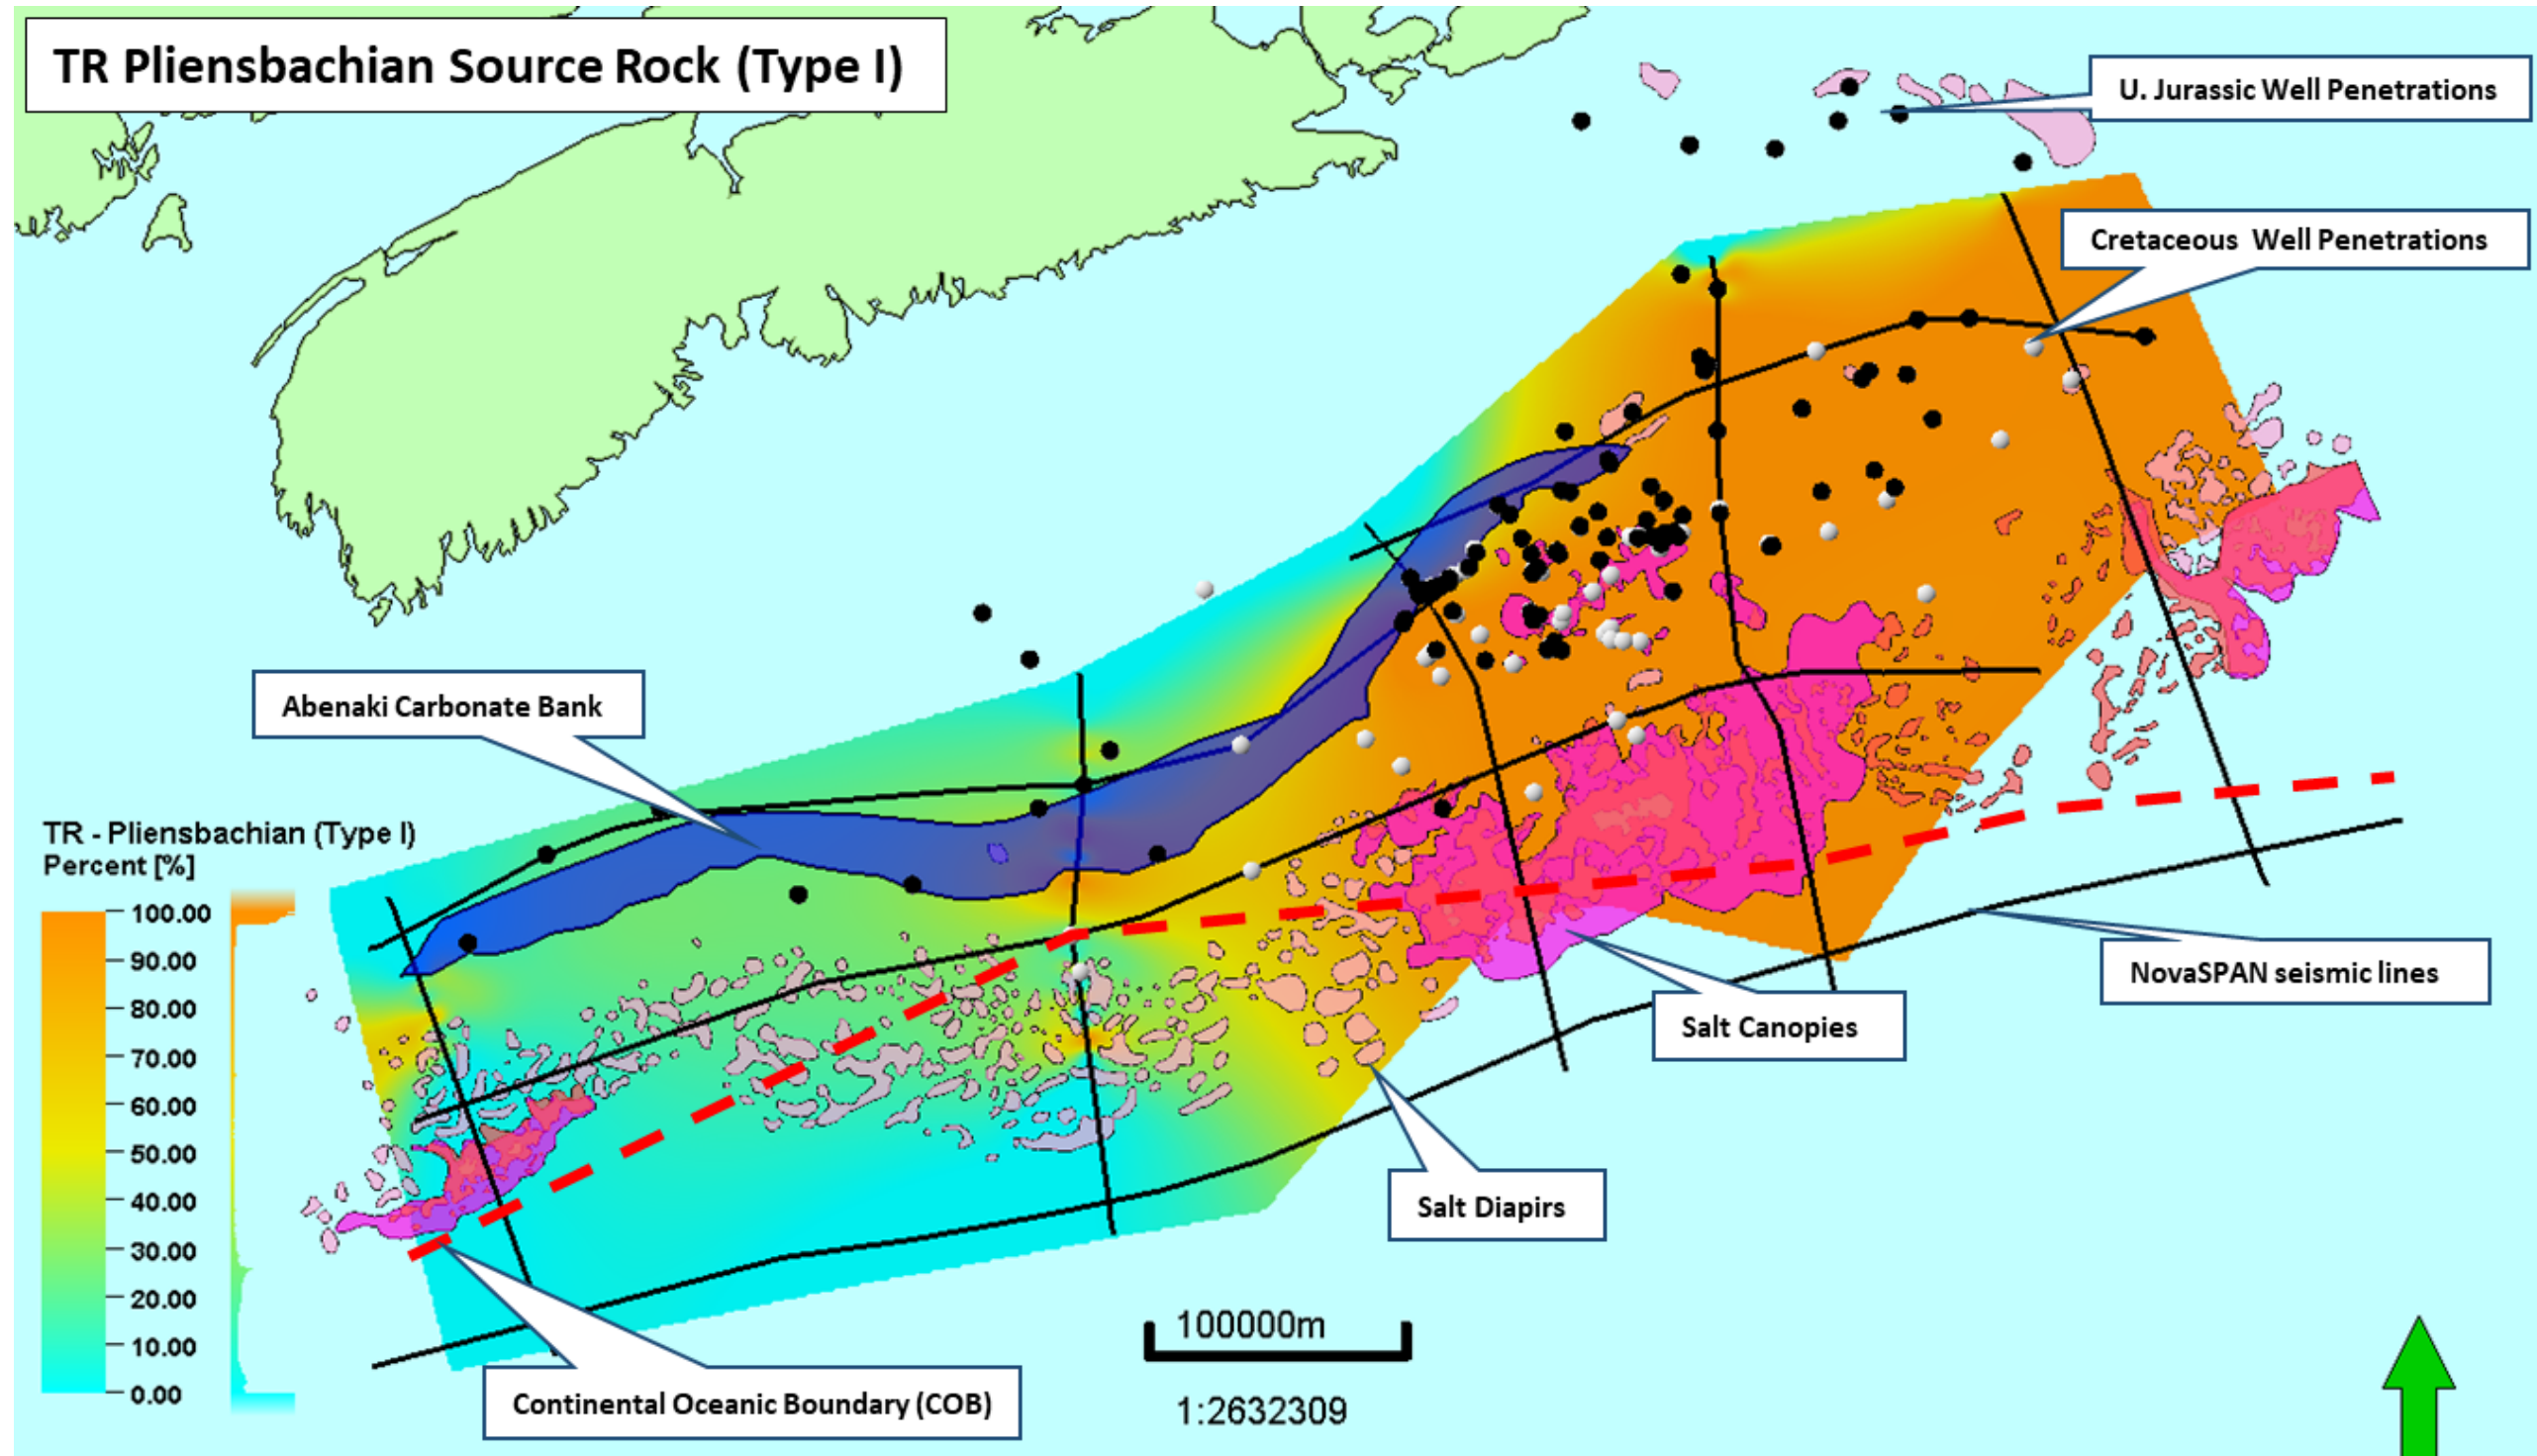 TR Pliensbachian Source Rock (Type I)
U. Jurassic Well Penetrations
Cretaceous  Well Penetrations
Abenaki Carbonate Bank
TR - Pliensbachian (Type I)
Percent [%]
100.00
90.00
80.00
70.00
60.00
50.00
40.00
30.00
20.00
10.00
0.00
NovaSPAN seismic lines
Salt Canopies
Salt Diapirs
Continental Oceanic Boundary (COB)
100000m
1:2632309